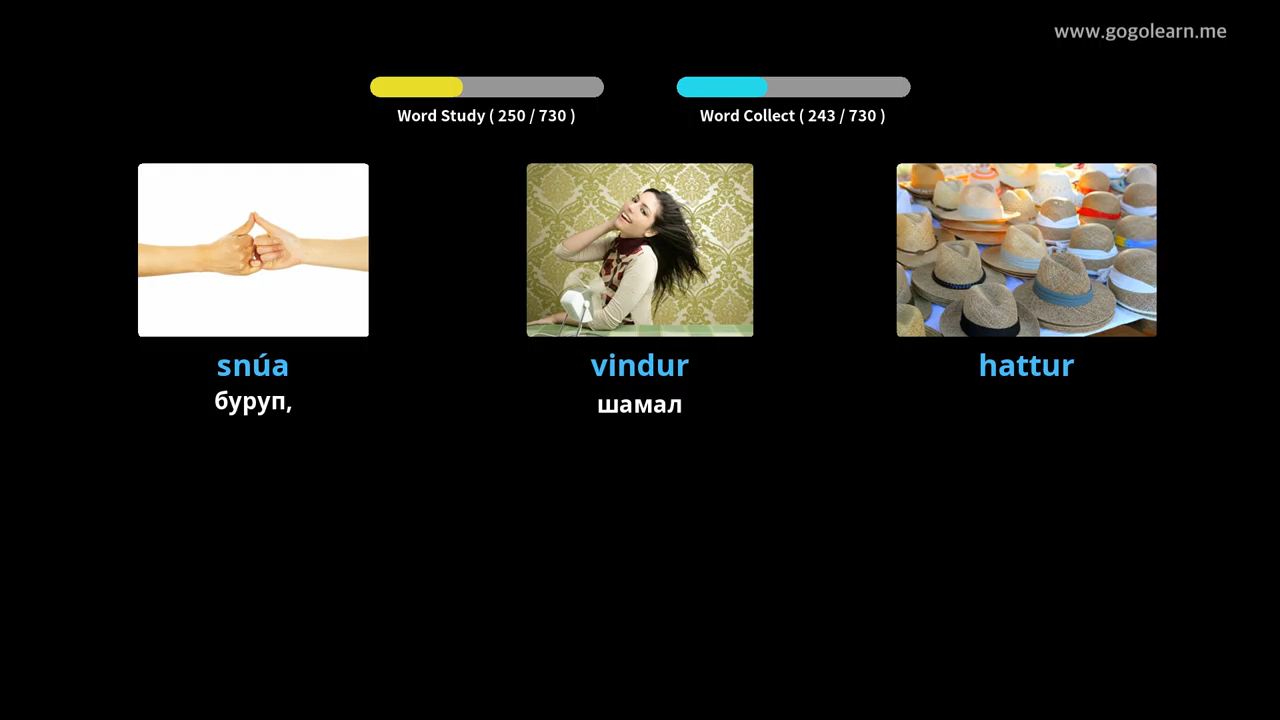 www.gogolearn.me
Word Study ( 250 / 730 )
Word Collect ( 243 / 730 )
snúa
буруп,
vindur
шамал
hattur